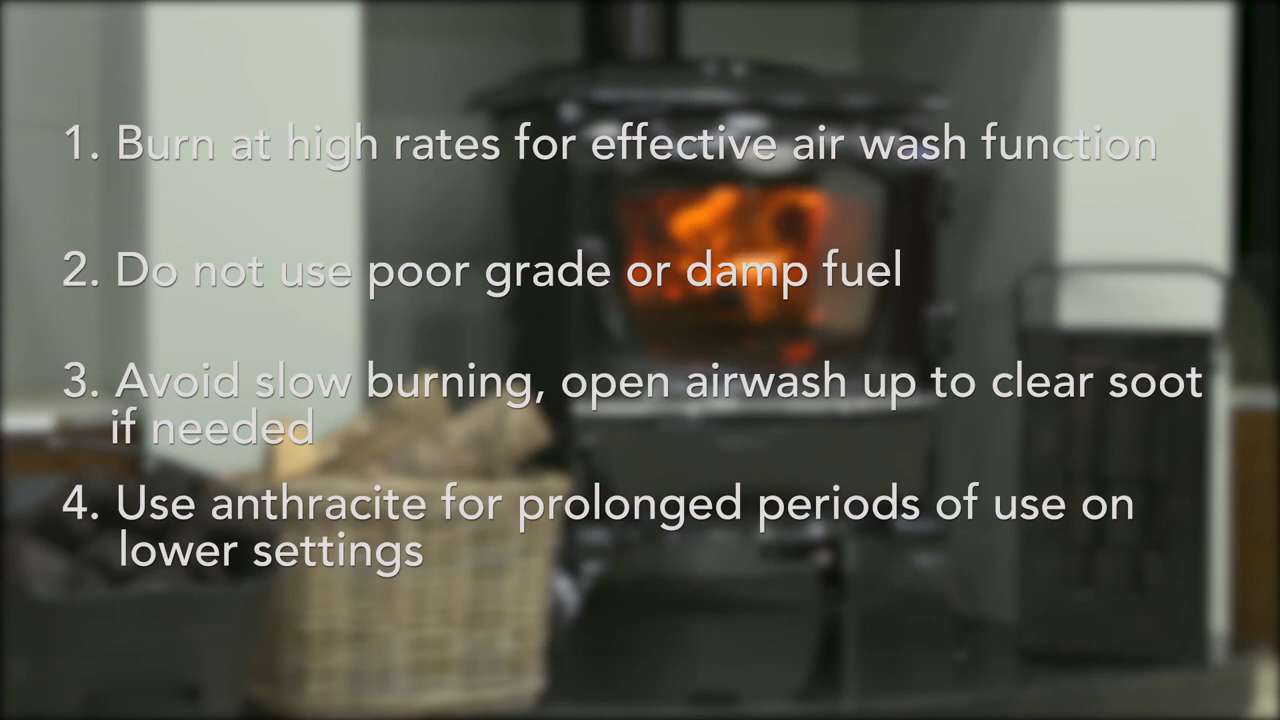 1. Burn at high rates for effective air wash function
2. Do not use poor grade or damp fuel
3. Avoid slow burning, open airwash up to clear soot
if needed
4. Use anthracite for prolonged periods of use on
lower settings